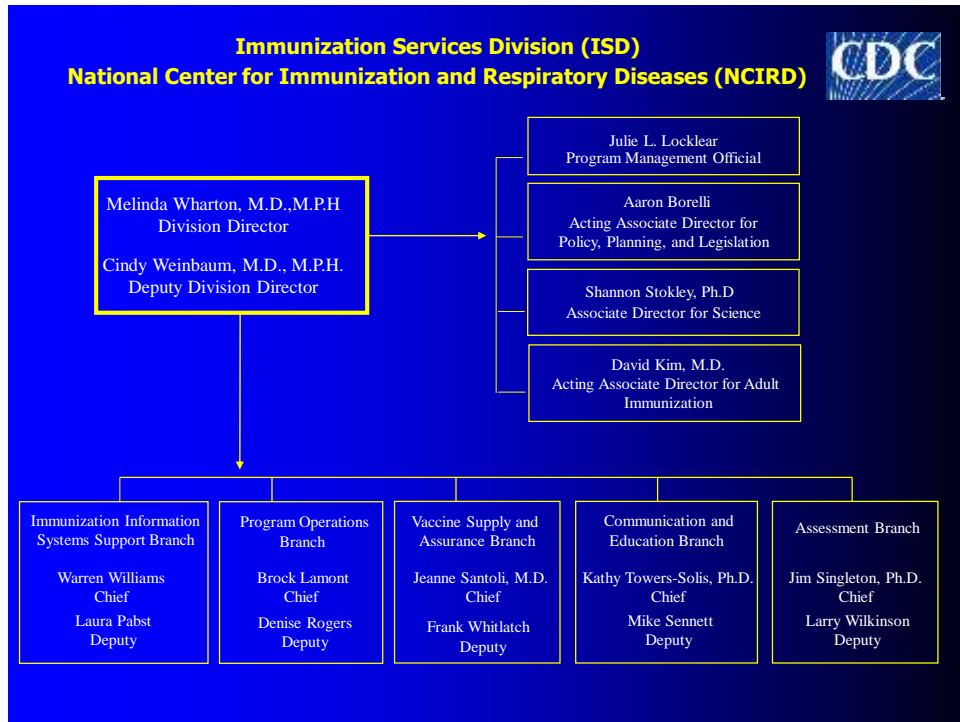 Immunization Services Division (ISD)
National Center for Immunization and Respiratory Diseases (NCIRD)
CDC
Julie L. Locklear
Program Management Official
Melinda Wharton, M.D.,M.P.H
Division Director
Cindy Weinbaum, M.D., M.P.H.
Deputy Division Director
Aaron Borelli
Acting Associate Director for
Policy, Planning, and Legislation
Shannon Stokley, Ph.D
Associate Director for Science
David Kim, M.D.
Acting Associate Director for Adult
Immunization
Immunization Information
Systems Support Branch
Warren Williams
Chief
Laura Pabst
Deputy
Program Operations
Branch
Brock Lamont
Chief
Denise Rogers
Deputy
Vaccine Supply and
Assurance Branch
Jeanne Santoli, M.D.
Chief
Frank Whitlatch
Deputy
Communication and
Education Branch
Kathy Towers-Solis, Ph.D.
Chief
Mike Sennett
Deputy
Assessment Branch
Jim Singleton, Ph.D.
Chief
Larry Wilkinson
Deputy